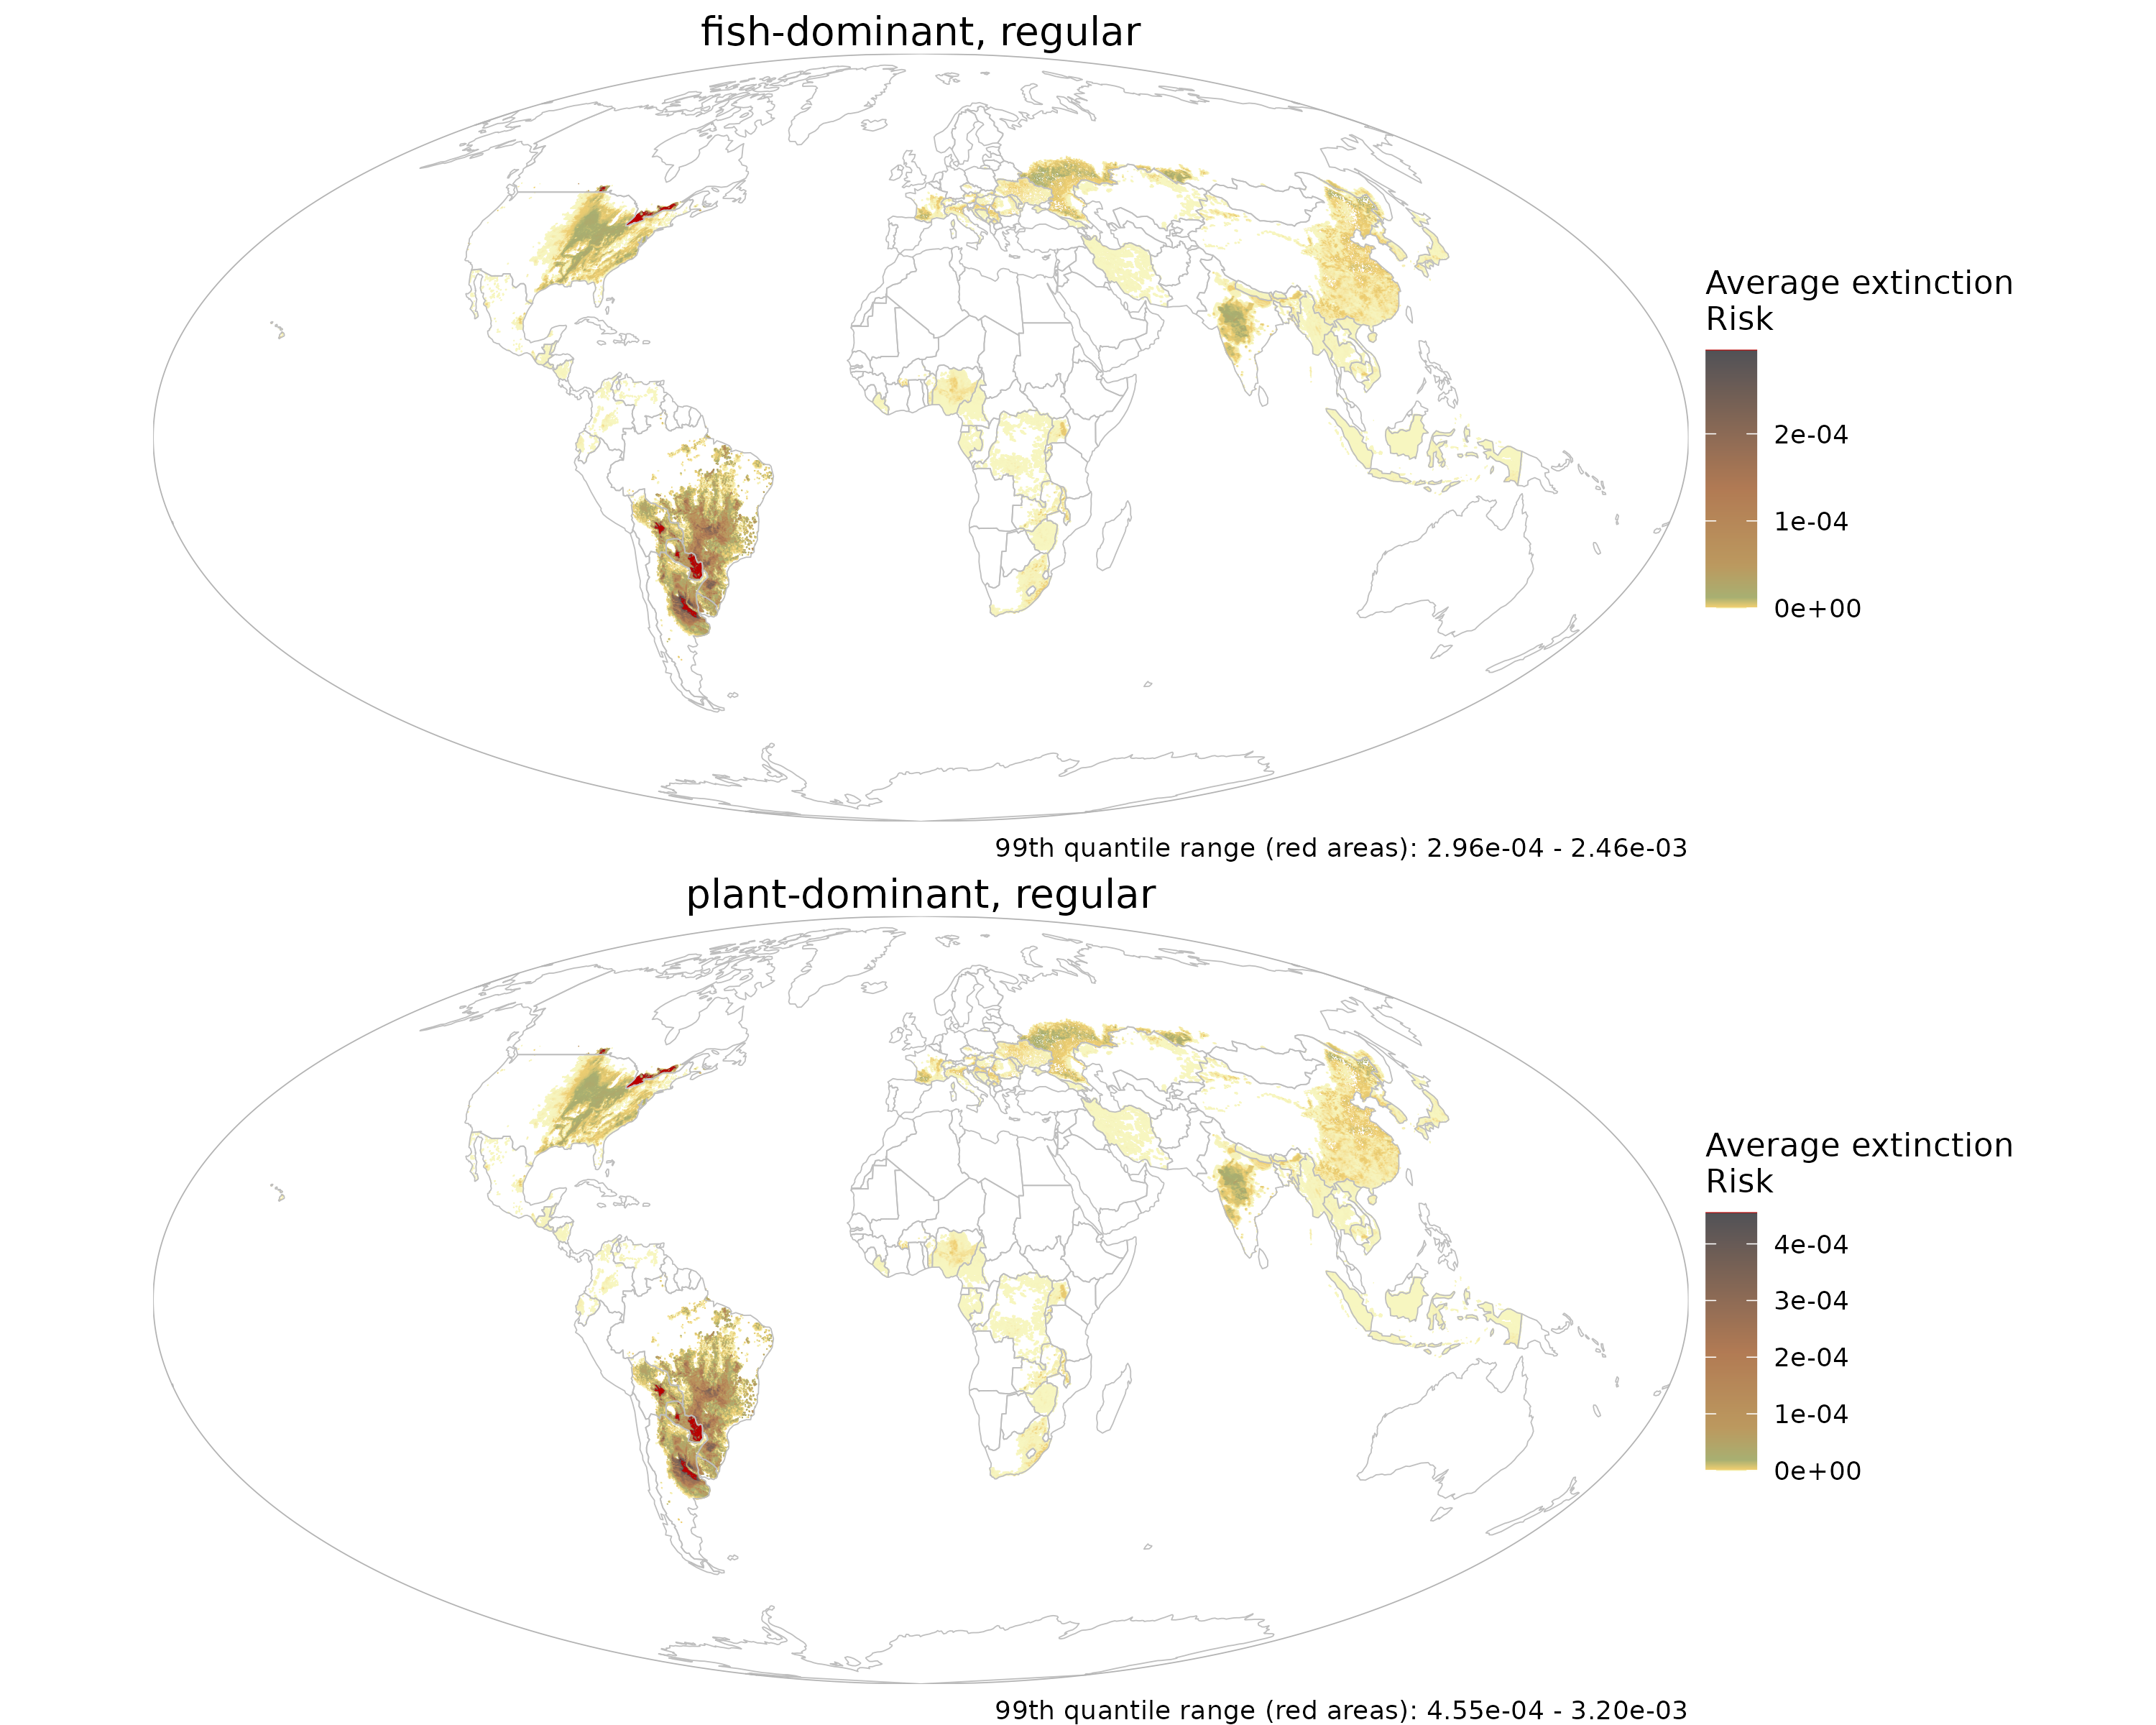 fish-dominant, regular
Average extinction
Risk
2e-04
1e-04
0e+00
99th quantile range (red areas): 2.96e-04 - 2.46e-03
plant-dominant, regular
Average extinction
Risk
4e-04
3e-04
2e-04
1e-04
0e+00
99th quantile range (red areas): 4.55e-04 - 3.20e-03